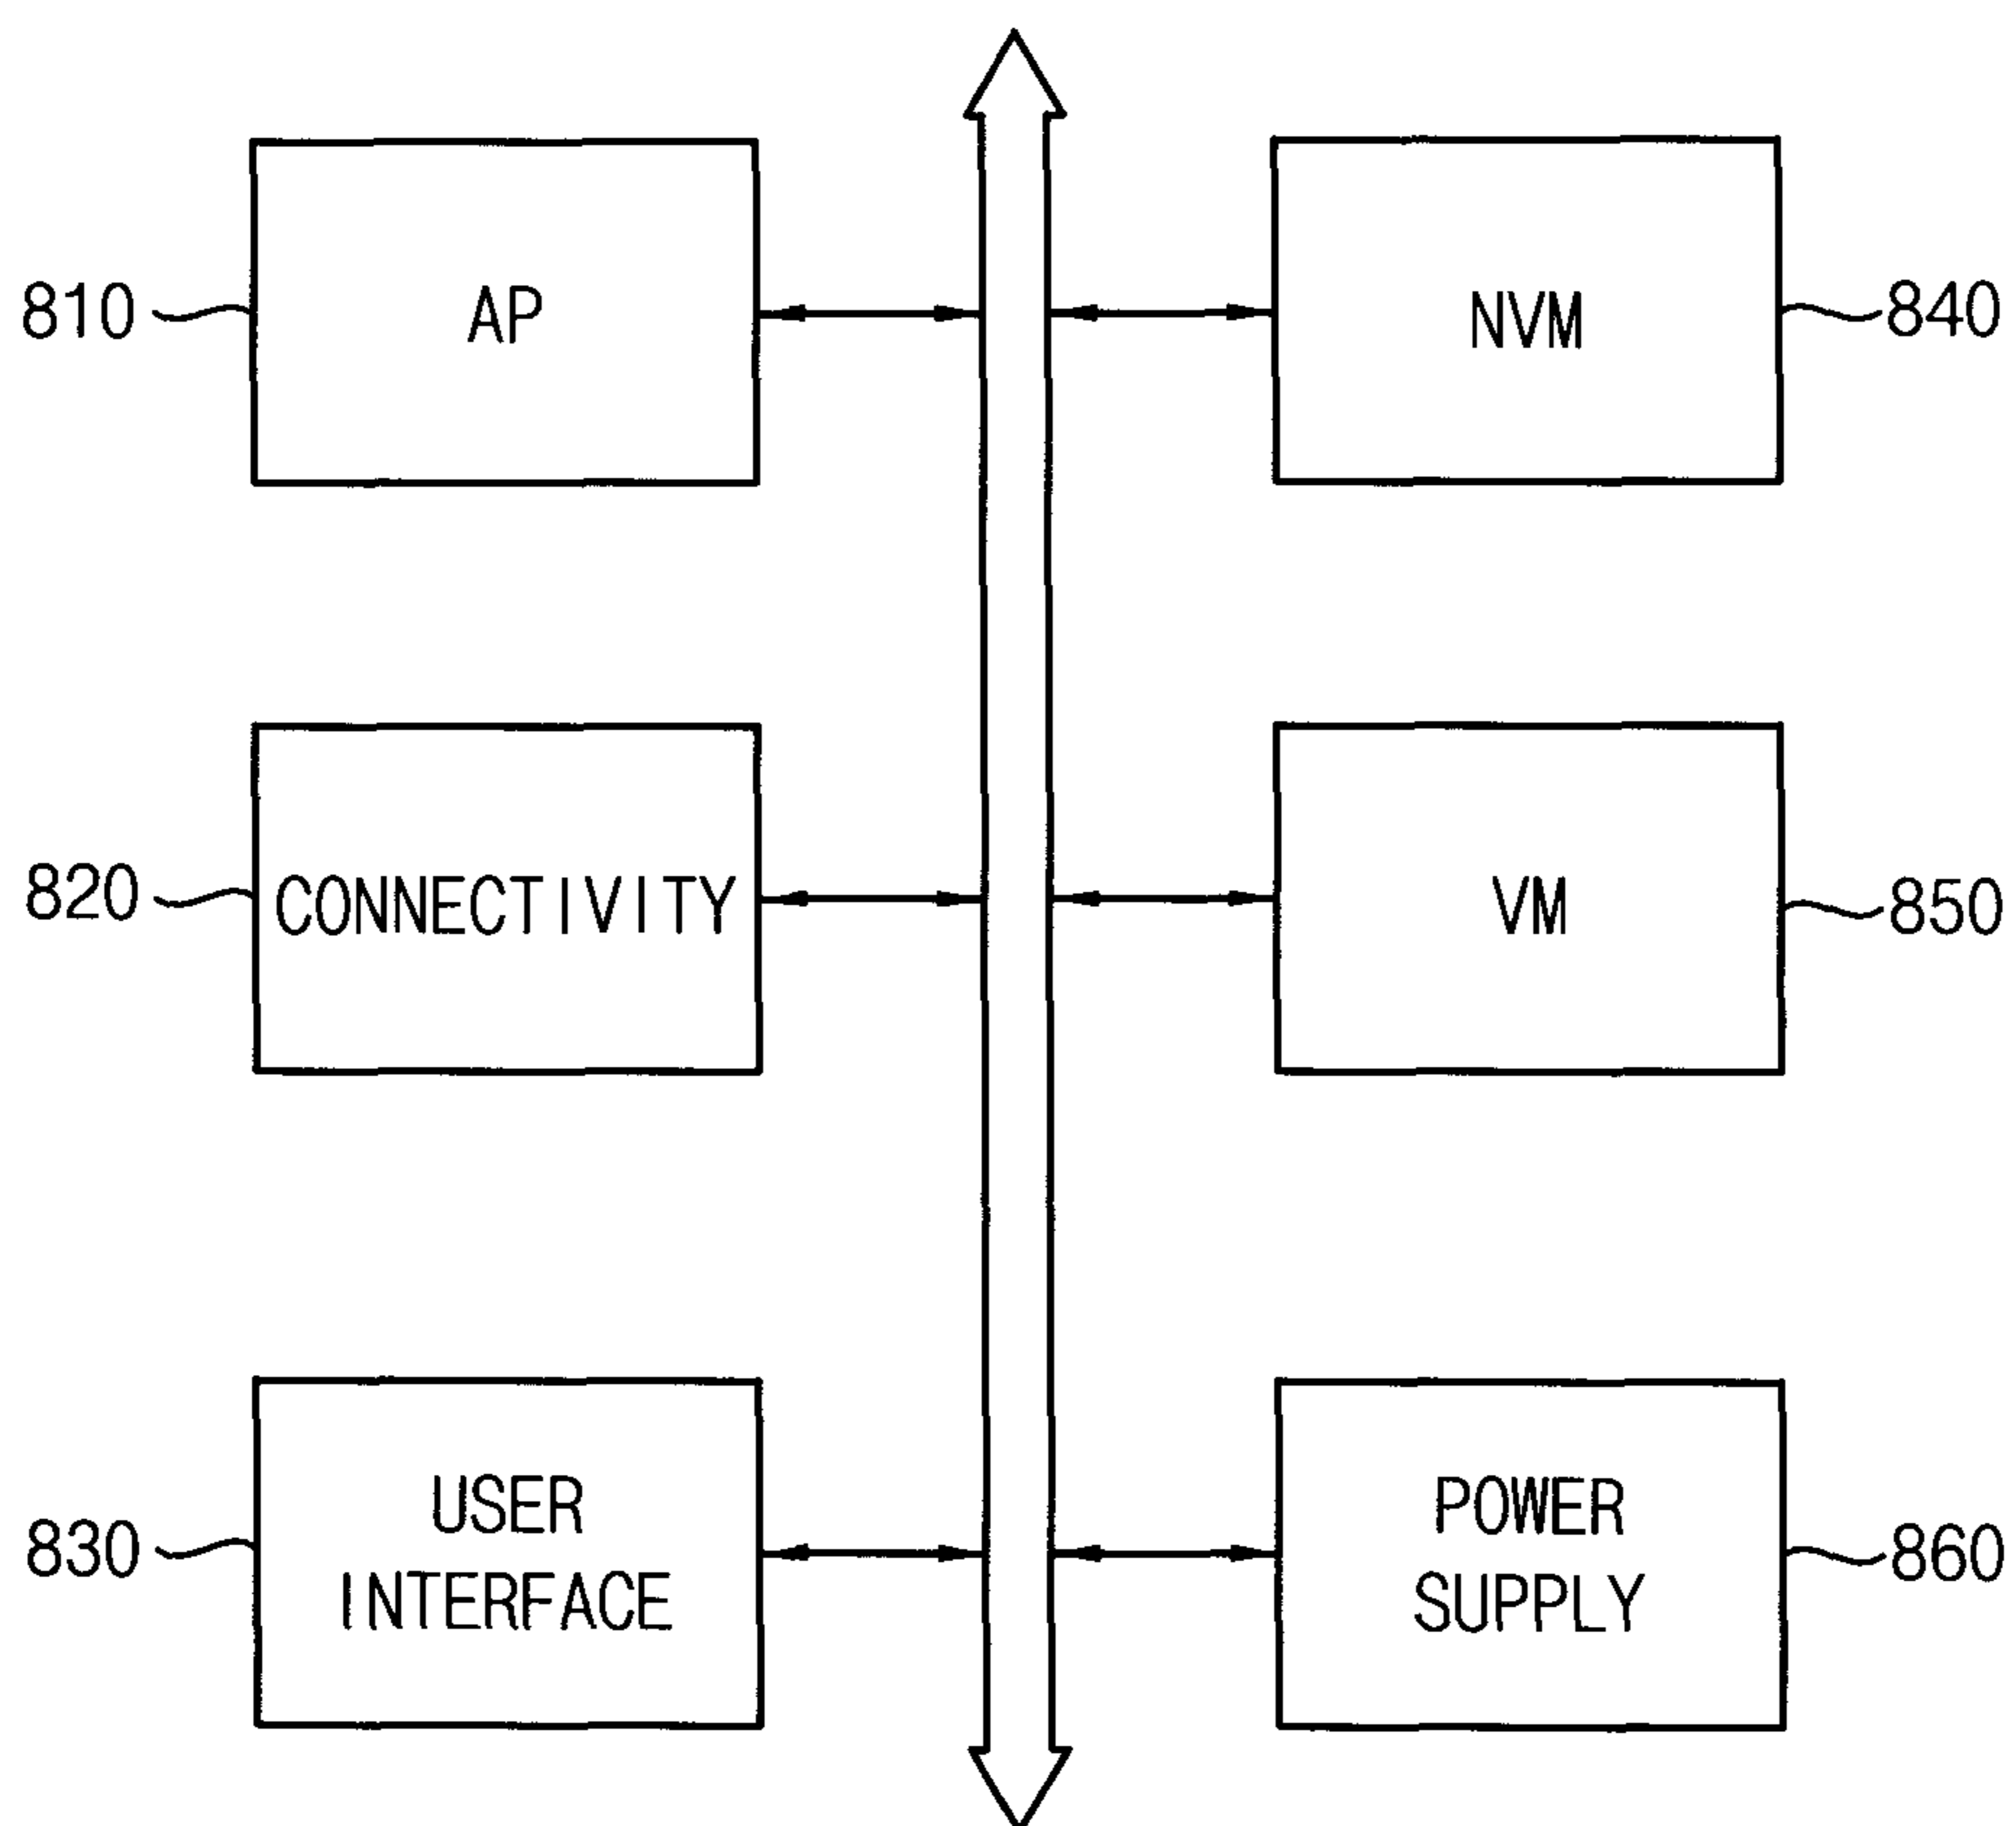 810
AP
NVM
840
820
CONNECTIVITY
VM
850
830
USER
INTERFACE
POWER
SUPPLY
860